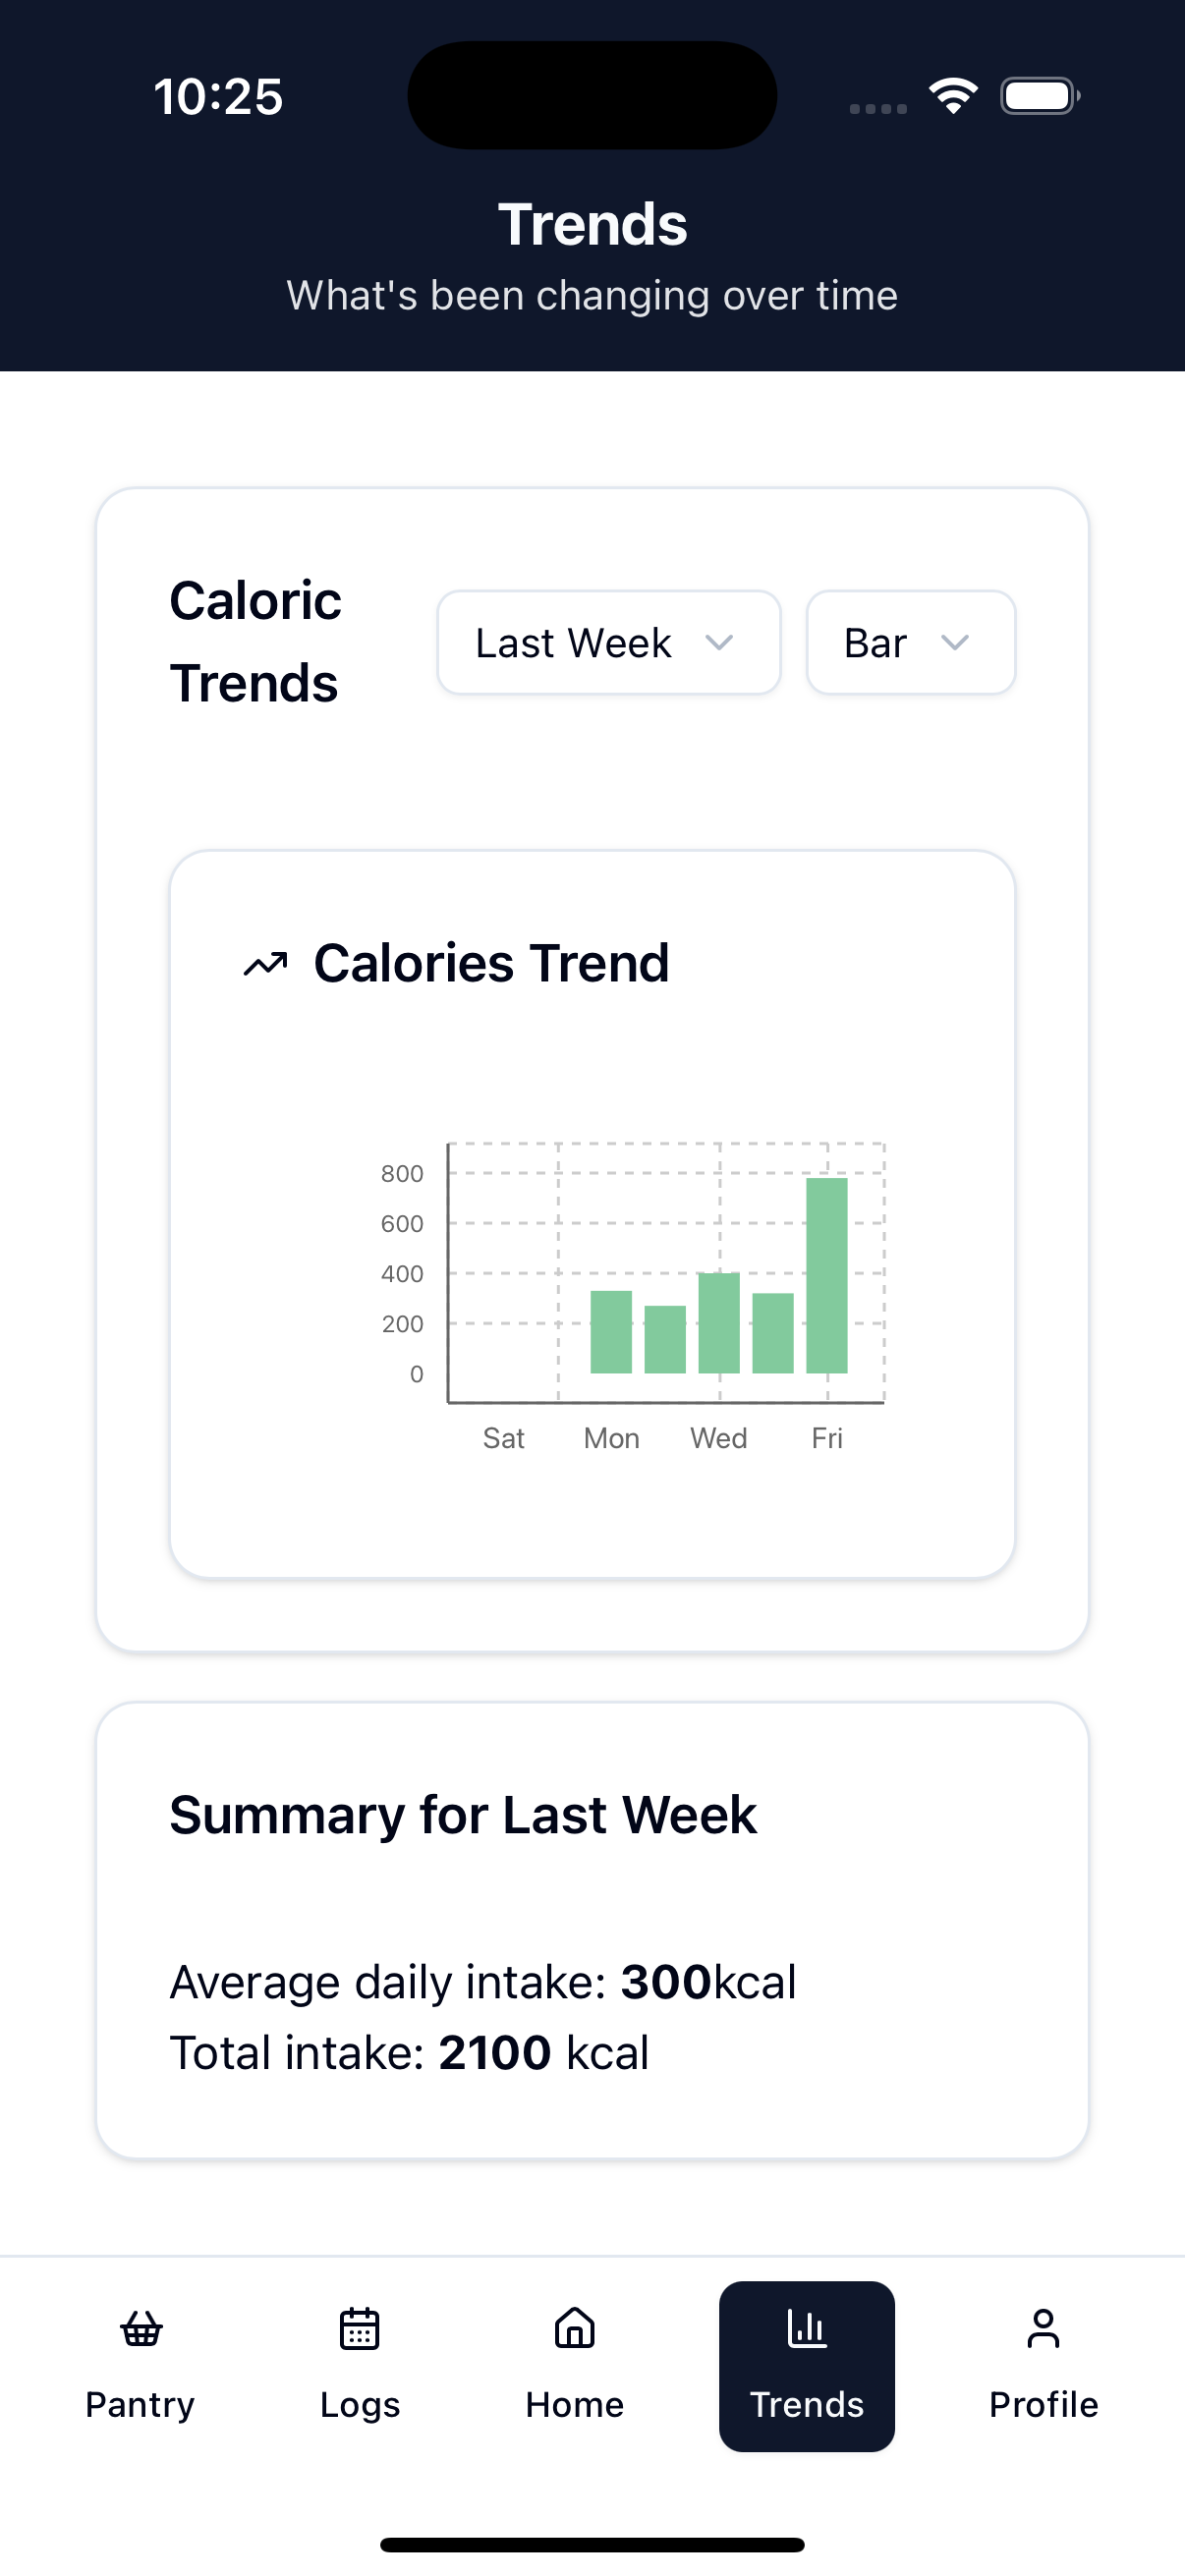 10:25
Trends
What's been changing over time
Caloric
Trends
Last Week
Bar
Calories Trend
800
600
400
200
0
Sat Mon Wed Fri
Summary for Last Week
Average daily intake: 300kcal
Total intake: 2100 kcal
Pantry Logs Home Trends Profile